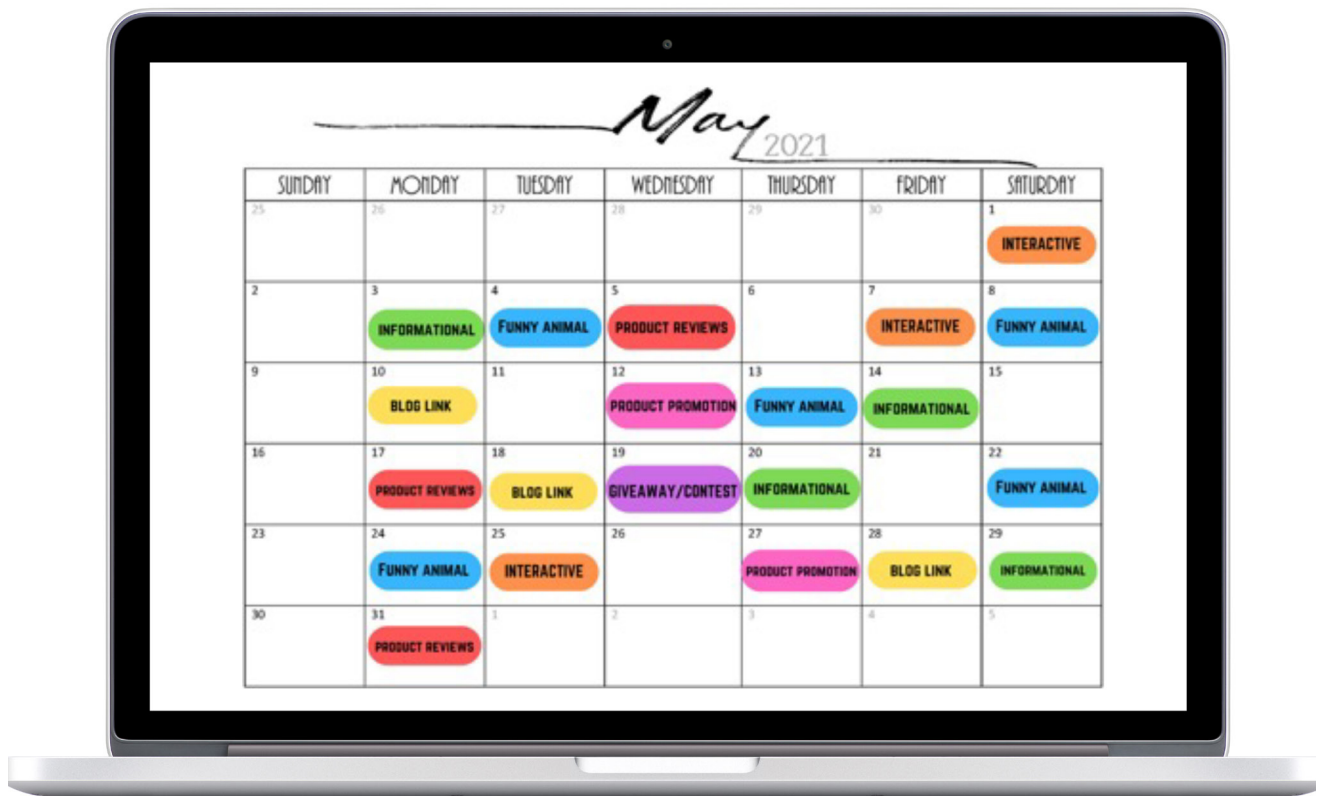 May
2021
SUNDAY MONDAY TUESDAY WEDNESDAY THURSDAY FRIDAY SATURDAY
25 26 27 28 29 30 1
INTERACTIVE
2 3 4 5 6 7 8
INFORMATIONAL FUNNY ANIMAL PRODUCT REVIEWS INTERACTIVE FUNNY ANIMAL
9 10 11 12 13 14 15
BLOG LINK PRODUCT PROMOTION FUNNY ANIMAL INFORMATIONAL
16 17 18 19 20 21 22
PRODUCT REVIEWS BLOG LINK GIVEAWAY/CONTEST INFORMATIONAL FUNNY ANIMAL
23 24 25 26 27 28 29
FUNNY ANIMAL INTERACTIVE PRODUCT PROMOTION BLOG LINK INFORMATIONAL
30 31 1 2 3 4 5
PRODUCT REVIEWS